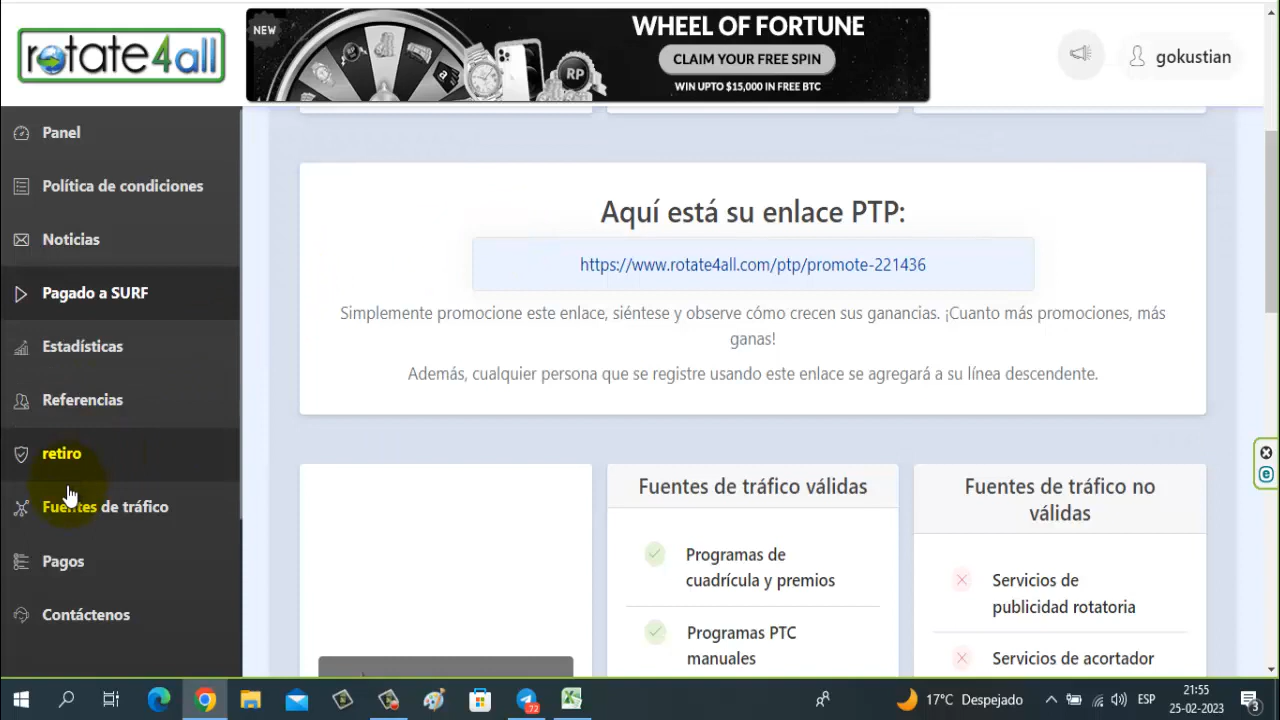 rotate4all
NEW
WHEEL OF FORTUNE
CLAIM YOUR FREE SPIN
WIN UPTO $15,000 IN FREE BTC
RP
gokustian
Panel
Política de condiciones
Noticias
Pagado a SURF
Estadísticas
Referencias
retiro
Fuentes de tráfico
Pagos
Contáctenos
Aquí está su enlace PTP:
https://www.rotate4all.com/ptp/promote-221436
Simplemente promocione este enlace, siéntese y observe cómo crecen sus ganancias. ¡Cuanto más promociones, más
ganas!
Además, cualquier persona que se registre usando este enlace se agregará a su línea descendente.
Fuentes de tráfico válidas
Programas de
cuadrícula y premios
Programas PTC
manuales
Fuentes de tráfico no
válidas
Servicios de
publicidad rotatoria
Servicios de acortador
72
17°C Despejado
ESP
21:55
25-02-2023
3